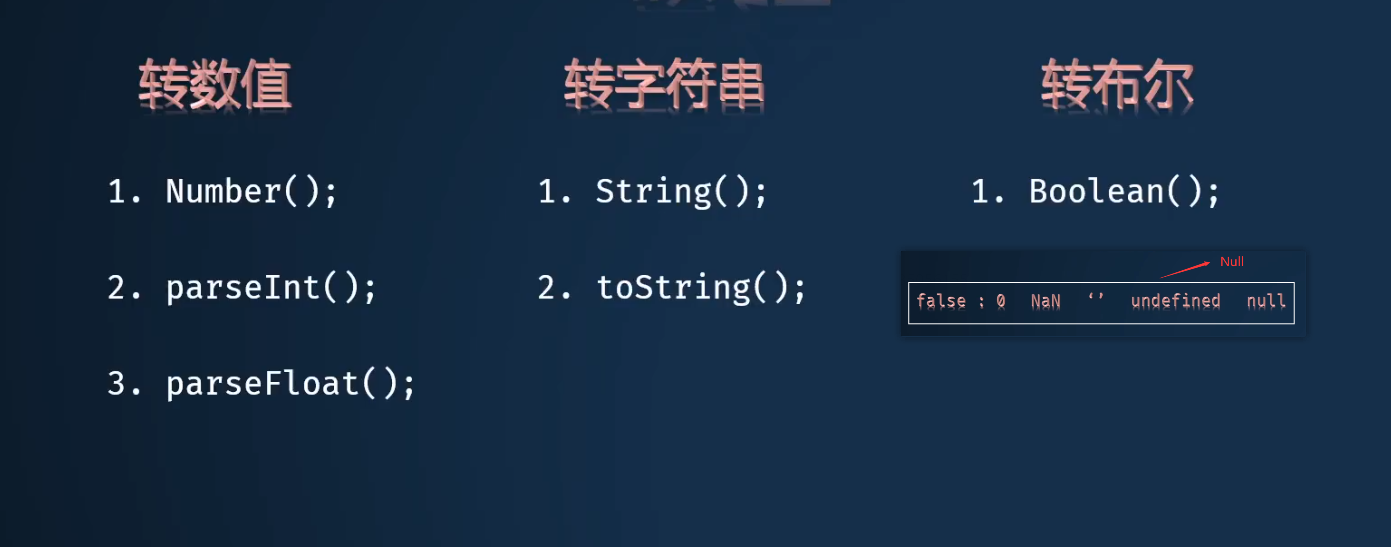 转数值
1. Number();
2. parseInt();
3. parseFloat();
转字符串
1. String();
2. toString();
转布尔
1. Boolean();
Null
false : 0 NaN ‘’ undefined null